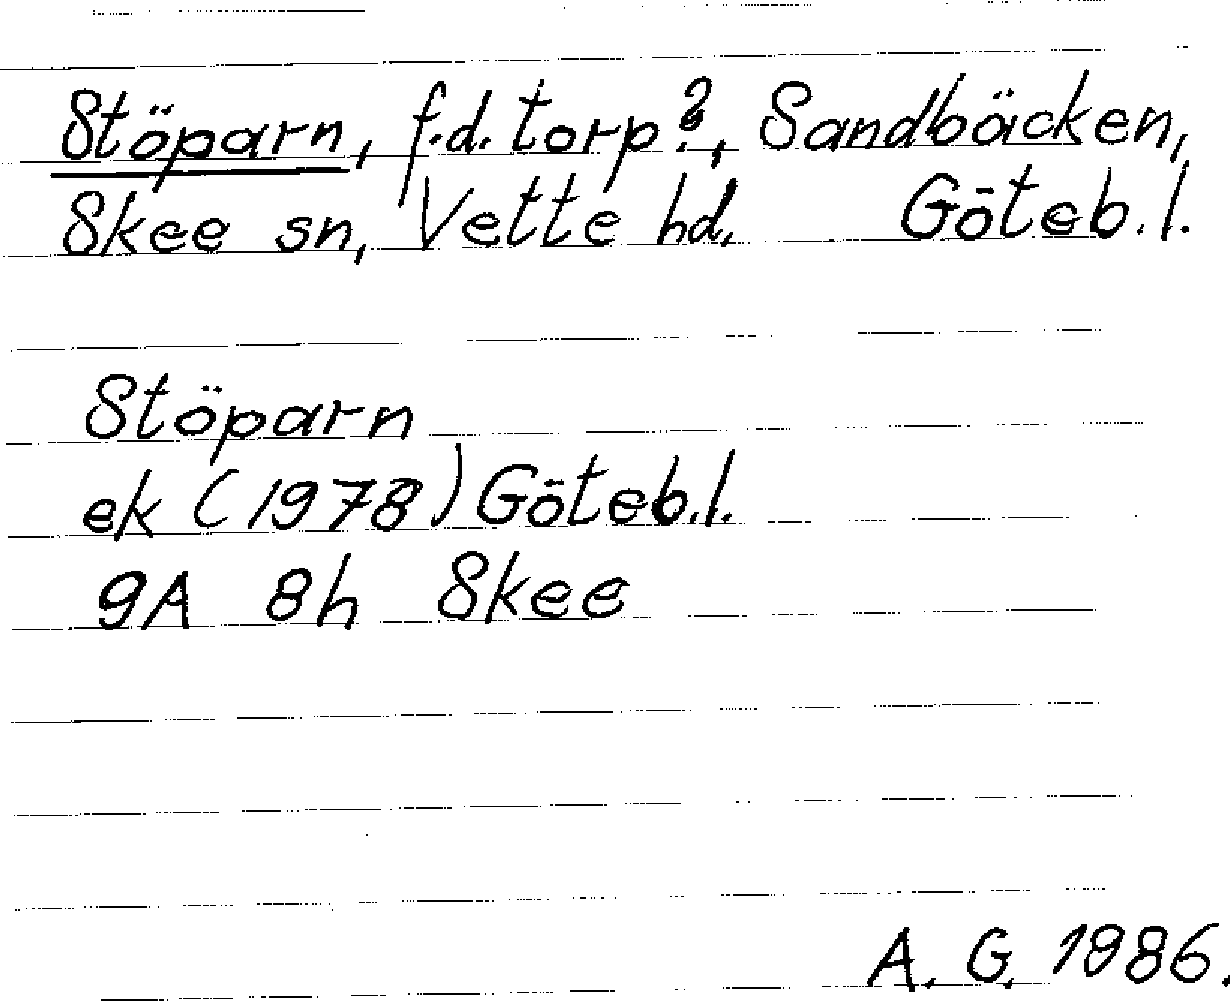 Stöparn, f.d. torp?, Sandbäcken,
Skee sn, Vette hd, Göteb.l.
Stöparn
ek (1978) Göteb.l.
9A 8h Skee
A. G. 1986.